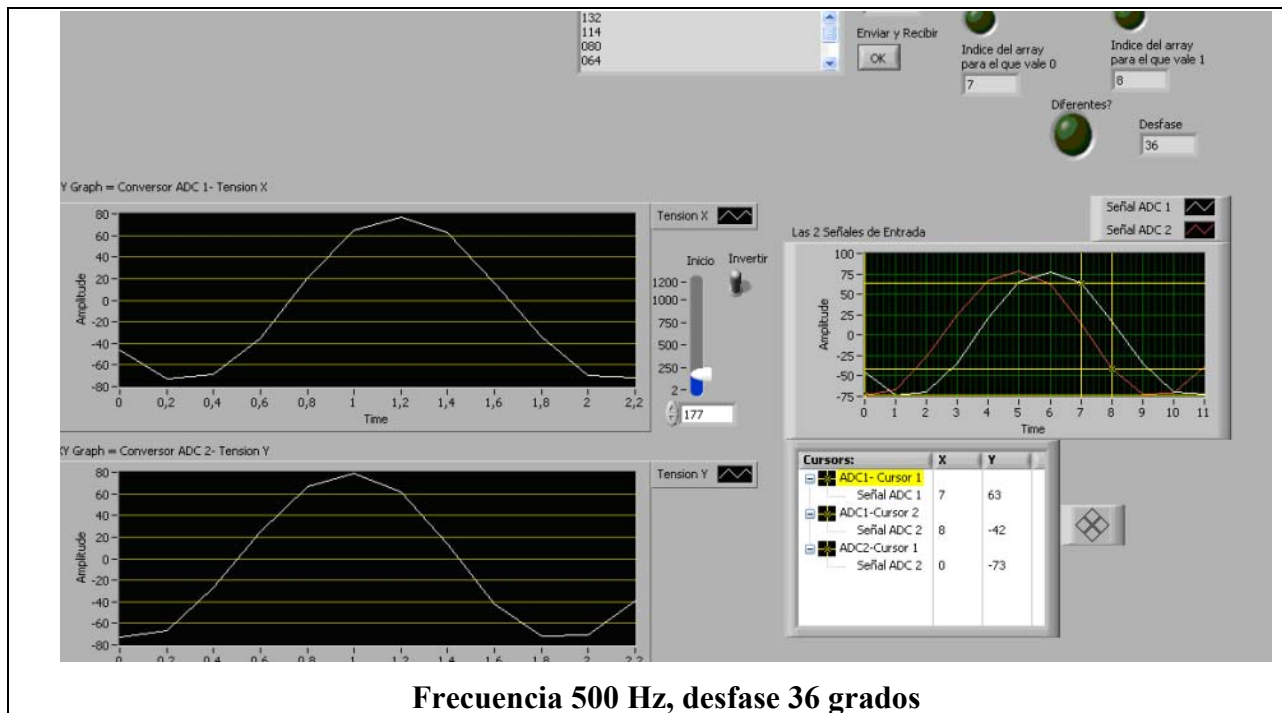 132
114
080
064
Enviar y Recibir
OK
Indice del array
para el que vale 0
7
Indice del array
para el que vale 1
8
Diferentes?
Desfase
36
Y Graph = Conversor ADC 1- Tension X
Tension X
80
60
40
20
0
-20
-40
-60
-80
Amplitude
0 0,2 0,4 0,6 0,8 1 1,2 1,4 1,6 1,8 2 2,2
Time
Inicio
Invertir
1200
1000
750
500
250
2
177
Señal ADC 1
Señal ADC 2
Las 2 Señales de Entrada
100
75
50
25
0
-25
-50
-75
Amplitude
0 1 2 3 4 5 6 7 8 9 10 11
Time
XY Graph = Conversor ADC 2- Tension Y
Tension Y
80
60
40
20
0
-20
-40
-60
-80
Amplitude
0 0,2 0,4 0,6 0,8 1 1,2 1,4 1,6 1,8 2 2,2
Cursors: X Y
ADC1- Cursor 1
Señal ADC 1 7 63
ADC1-Cursor 2
Señal ADC 2 8 -42
ADC2-Cursor 1
Señal ADC 2 0 -73
Frecuencia 500 Hz, desfase 36 grados